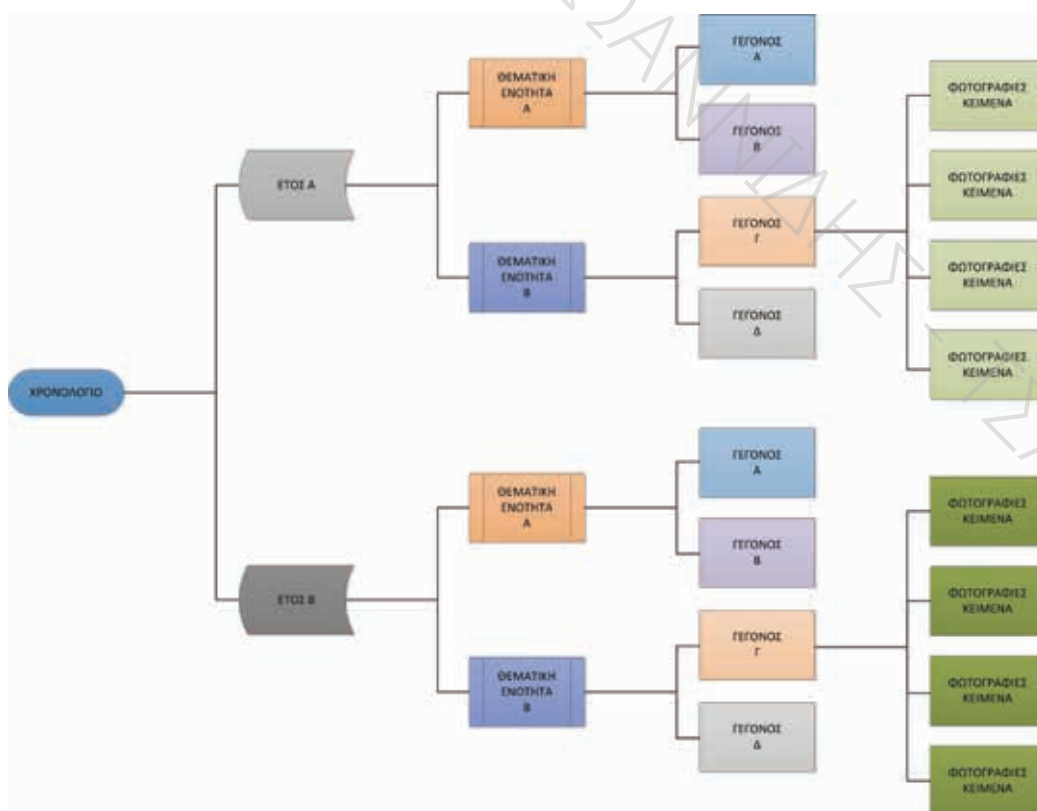 ΧΡΟΝΟΛΟΓΙΟ
ΕΤΟΣ Α
ΘΕΜΑΤΙΚΗ
ΕΝΟΤΗΤΑ
Α
ΓΕΓΟΝΟΣ
Α
ΓΕΓΟΝΟΣ
Β
ΘΕΜΑΤΙΚΗ
ΕΝΟΤΗΤΑ
Β
ΓΕΓΟΝΟΣ
Γ
ΦΩΤΟΓΡΑΦΙΕΣ
ΚΕΙΜΕΝΑ
ΦΩΤΟΓΡΑΦΙΕΣ
ΚΕΙΜΕΝΑ
ΦΩΤΟΓΡΑΦΙΕΣ
ΚΕΙΜΕΝΑ
ΦΩΤΟΓΡΑΦΙΕΣ
ΚΕΙΜΕΝΑ
ΓΕΓΟΝΟΣ
Δ
ΕΤΟΣ Β
ΘΕΜΑΤΙΚΗ
ΕΝΟΤΗΤΑ
Α
ΓΕΓΟΝΟΣ
Α
ΓΕΓΟΝΟΣ
Β
ΘΕΜΑΤΙΚΗ
ΕΝΟΤΗΤΑ
Β
ΓΕΓΟΝΟΣ
Γ
ΦΩΤΟΓΡΑΦΙΕΣ
ΚΕΙΜΕΝΑ
ΦΩΤΟΓΡΑΦΙΕΣ
ΚΕΙΜΕΝΑ
ΦΩΤΟΓΡΑΦΙΕΣ
ΚΕΙΜΕΝΑ
ΦΩΤΟΓΡΑΦΙΕΣ
ΚΕΙΜΕΝΑ
ΓΕΓΟΝΟΣ
Δ